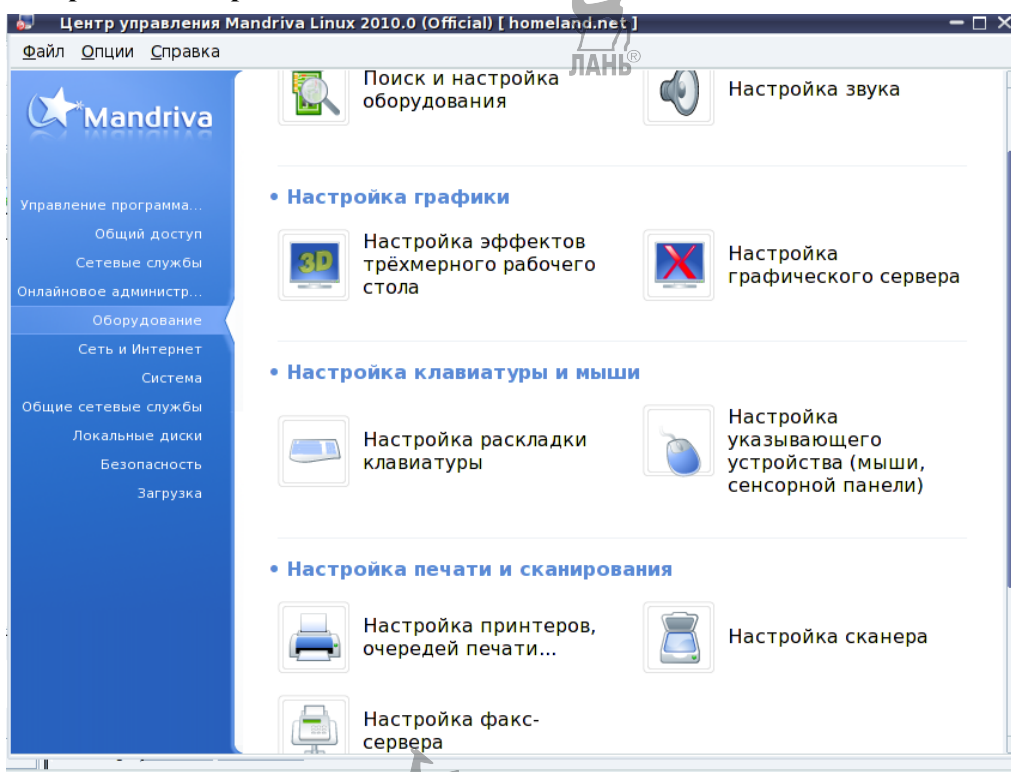 Центр управления Mandriva Linux 2010.0 (Official) [ homeland.net ]
Файл Опции Справка
ЛАНЬ®
Mandriva
Управление программа...
Общий доступ
Сетевые службы
Онлайновое администр...
Оборудование
Сеть и Интернет
Система
Общие сетевые службы
Локальные диски
Безопасность
Загрузка
Поиск и настройка
оборудования
Настройка звука
• Настройка графики
3D
Настройка эффектов
трёхмерного рабочего
стола
X
Настройка
графического сервера
• Настройка клавиатуры и мыши
Настройка раскладки
клавиатуры
Настройка
указывающего
устройства (мыши,
сенсорной панели)
• Настройка печати и сканирования
Настройка принтеров,
очередей печати...
Настройка сканера
Настройка факс-
сервера